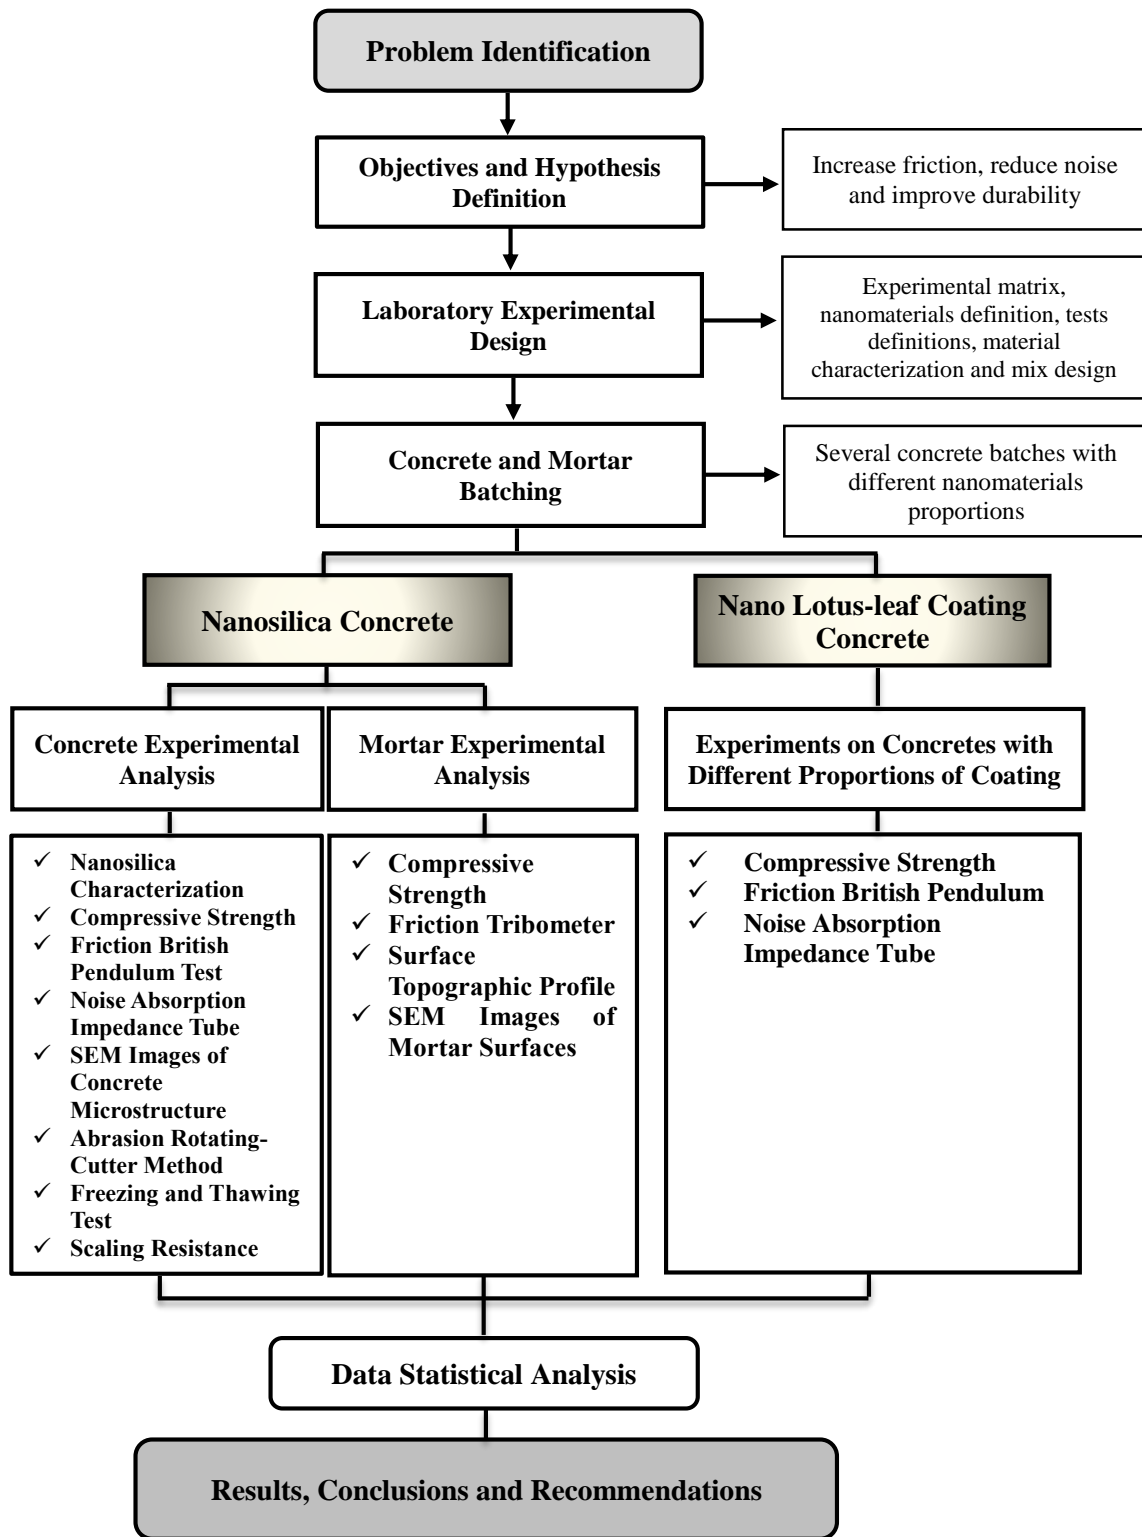 Problem Identification
Objectives and Hypothesis
Definition
Increase friction, reduce noise
and improve durability
Laboratory Experimental
Design
Experimental matrix,
nanomaterials definition, tests
definitions, material
characterization and mix design
Concrete and Mortar
Batching
Several concrete batches with
different nanomaterials
proportions
Nanosilica Concrete
Nano Lotus-leaf Coating
Concrete
Concrete Experimental
Analysis
Mortar Experimental
Analysis
Experiments on Concretes with
Different Proportions of Coating
✓ Nanosilica
Characterization
✓ Compressive Strength
✓ Friction British
Pendulum Test
✓ Noise Absorption
Impedance Tube
✓ SEM Images of
Concrete
Microstructure
✓ Abrasion Rotating-
Cutter Method
✓ Freezing and Thawing
Test
✓ Scaling Resistance
✓ Compressive
Strength
✓ Friction Tribometer
✓ Surface
Topographic Profile
✓ SEM Images of
Mortar Surfaces
✓ Compressive Strength
✓ Friction British Pendulum
✓ Noise Absorption
Impedance Tube
Data Statistical Analysis
Results, Conclusions and Recommendations